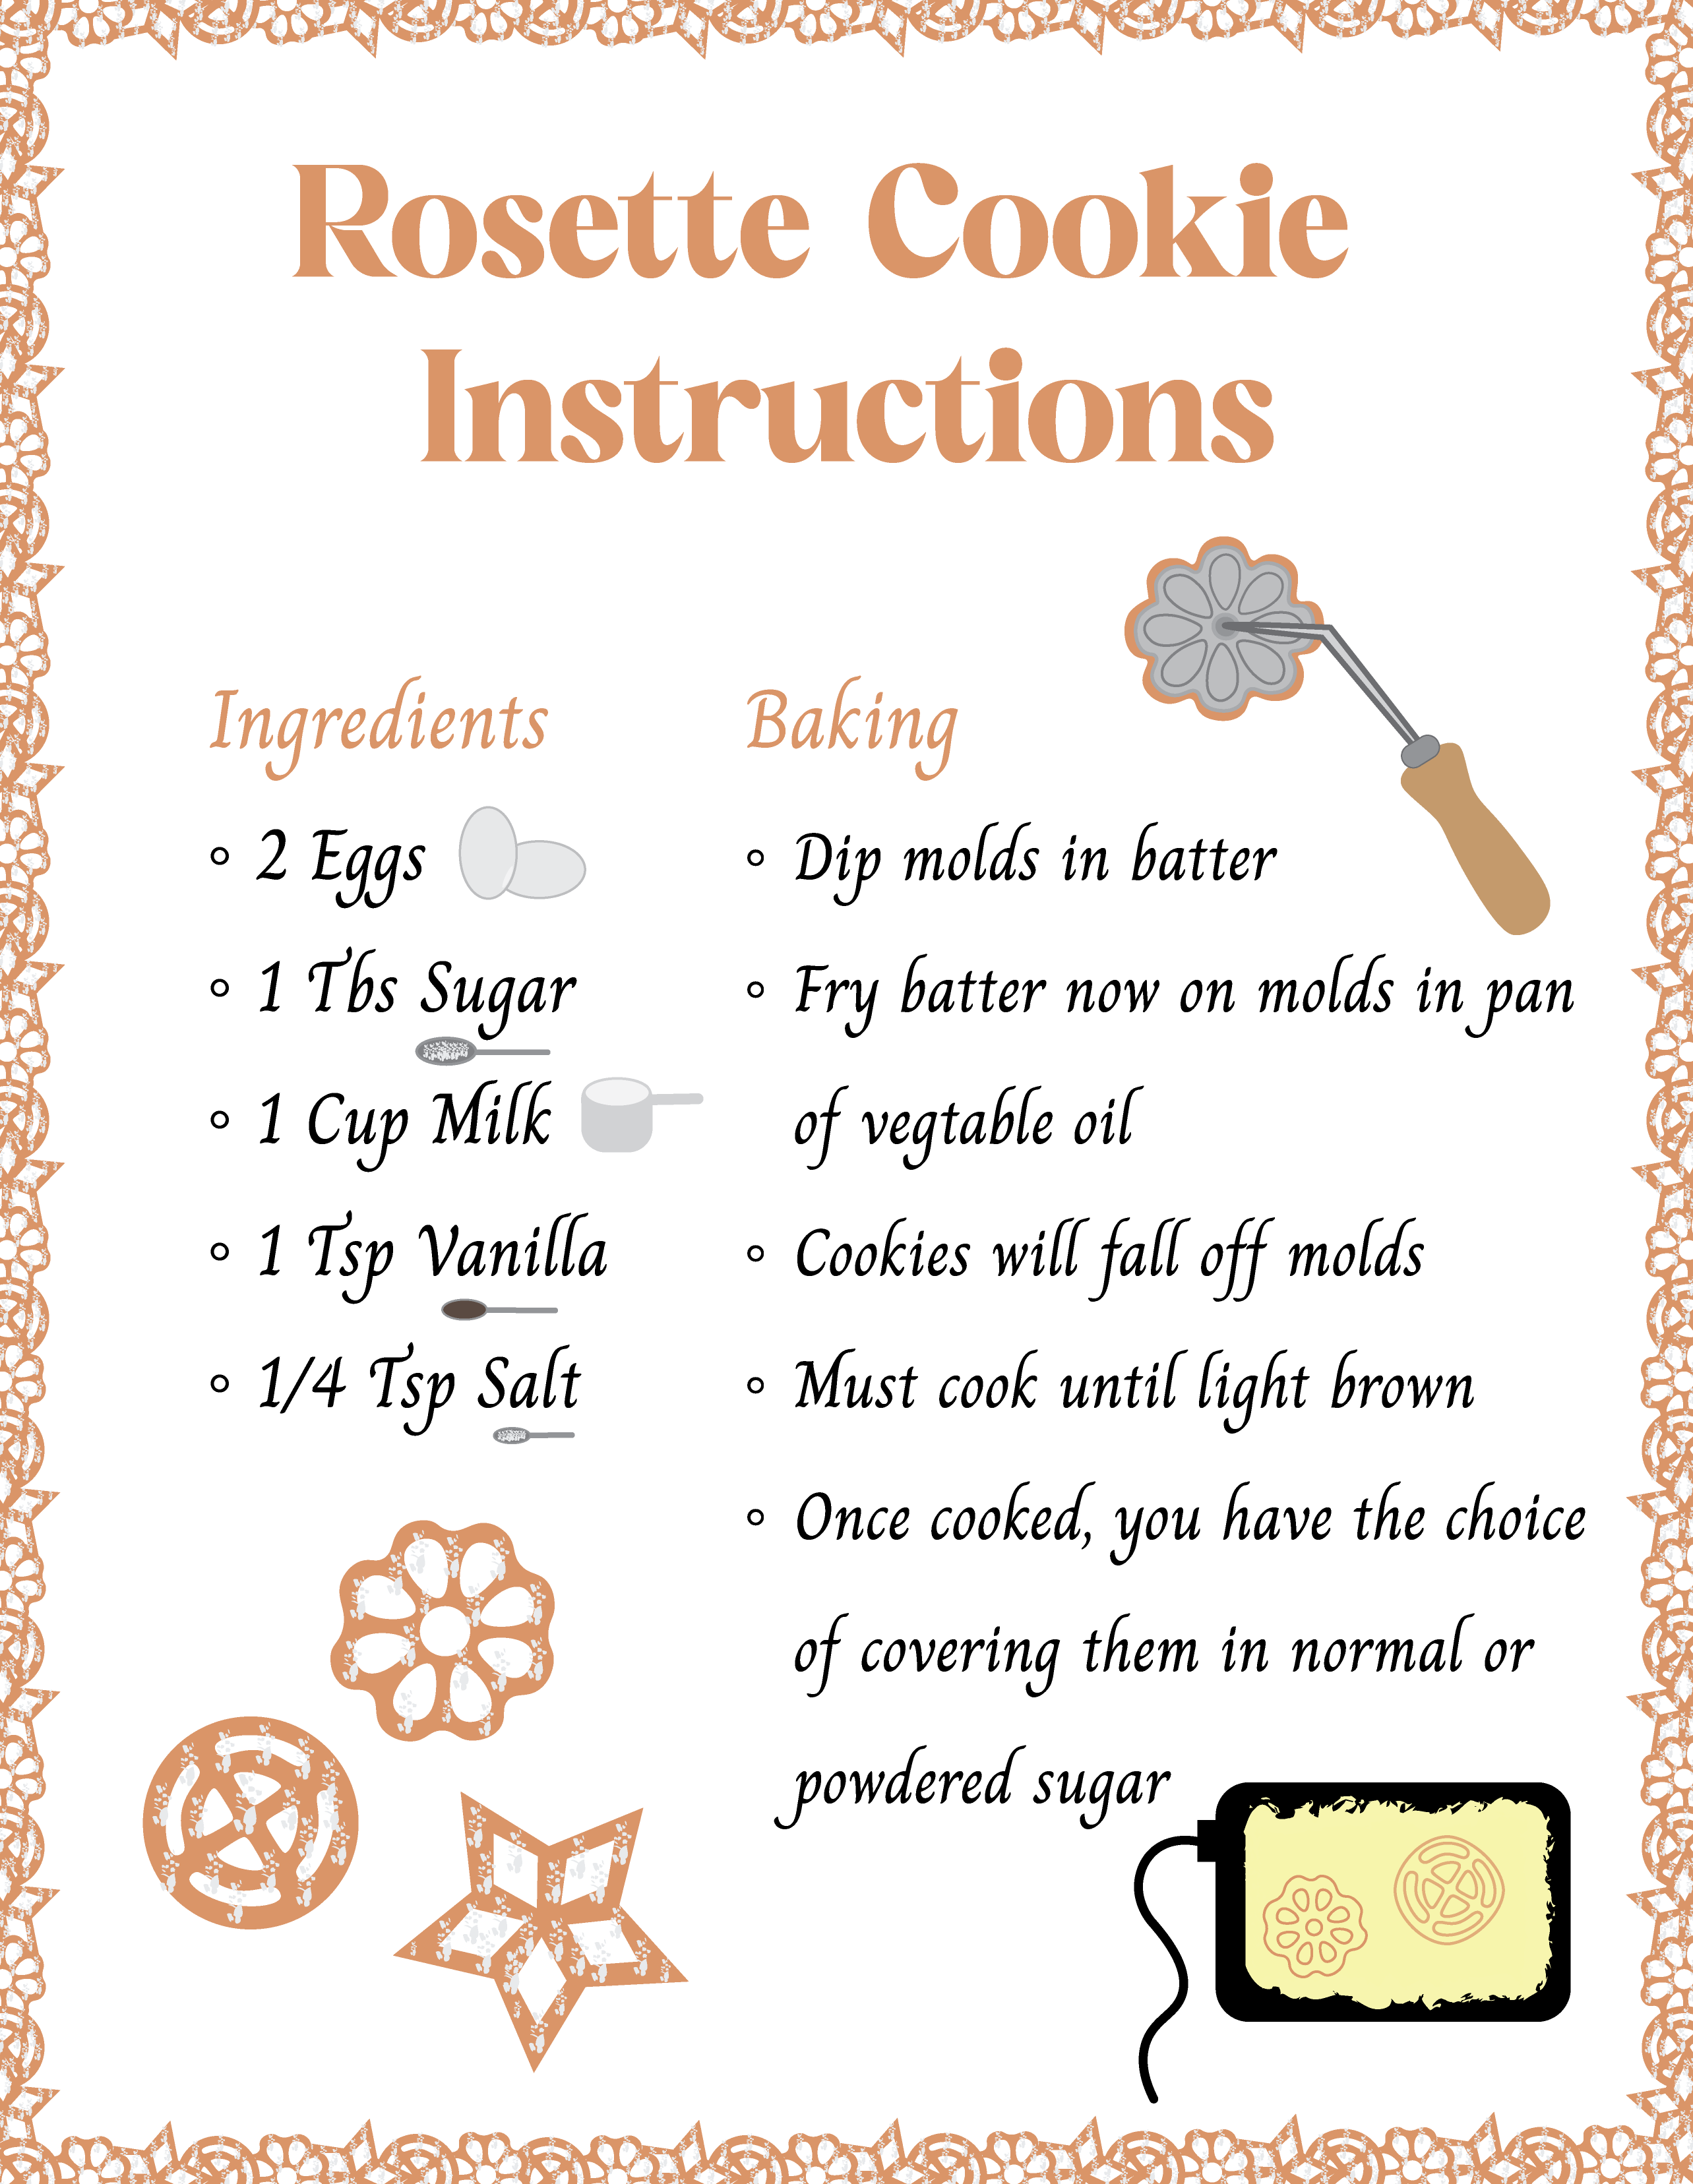 Rosette Cookie
Instructions
Ingredients
◦ 2 Eggs
◦ 1 Tbs Sugar
◦ 1 Cup Milk
◦ 1 Tsp Vanilla
◦ 1/4 Tsp Salt
Baking
◦ Dip molds in batter
◦ Fry batter now on molds in pan
of vegtable oil
◦ Cookies will fall off molds
◦ Must cook until light brown
◦ Once cooked, you have the choice
of covering them in normal or
powdered sugar